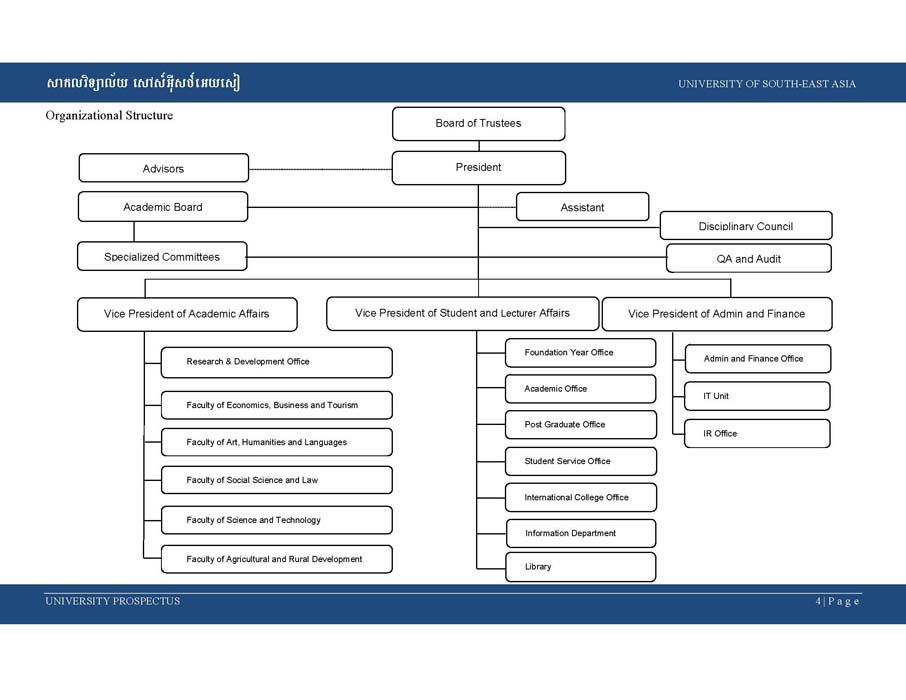 សាកលវិទ្យាល័យ សៅស៍អ៊ីសថ៍អេយសៀ
UNIVERSITY OF SOUTH-EAST ASIA
Organizational Structure
Board of Trustees
Advisors
President
Academic Board
Assistant
Disciplinary Council
Specialized Committees
QA and Audit
Vice President of Academic Affairs
Vice President of Student and Lecturer Affairs
Vice President of Admin and Finance
Research & Development Office
Faculty of Economics, Business and Tourism
Faculty of Art, Humanities and Languages
Faculty of Social Science and Law
Faculty of Science and Technology
Faculty of Agricultural and Rural Development
Foundation Year Office
Academic Office
Post Graduate Office
Student Service Office
International College Office
Information Department
Library
Admin and Finance Office
IT Unit
IR Office
UNIVERSITY PROSPECTUS
4 | P a g e